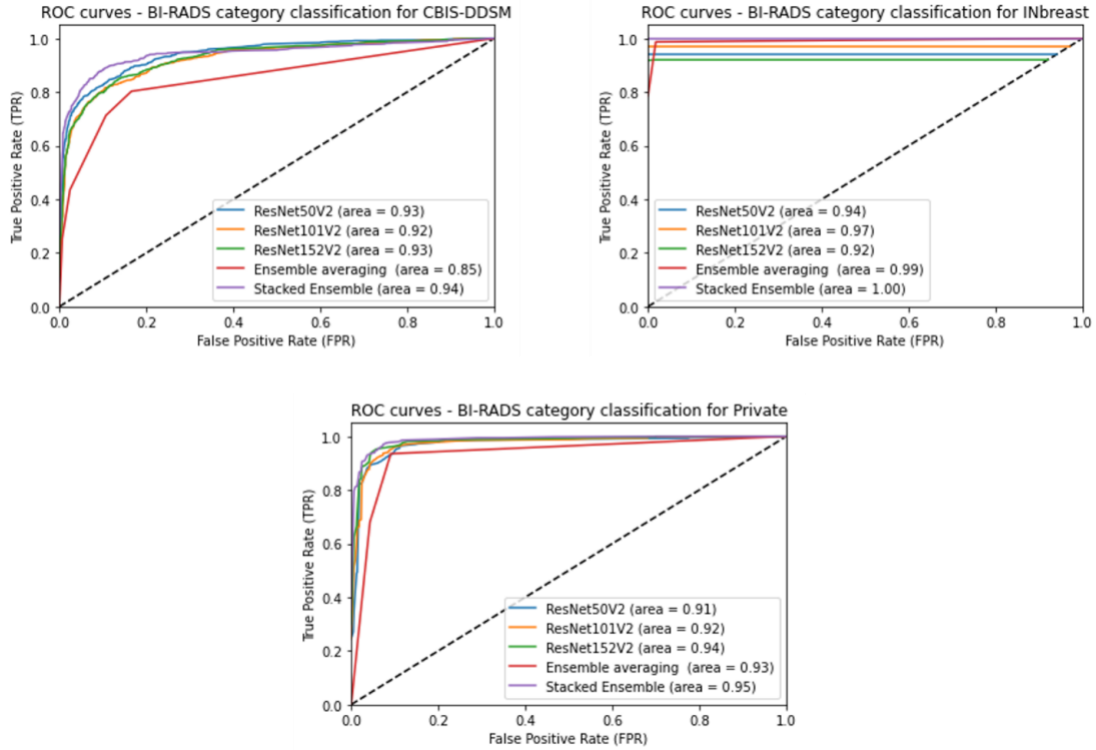 ROC curves - BI-RADS category classification for CBIS-DDSM
1.0
0.8
0.6
0.4
0.2
0.0
True Positive Rate (TPR)
ResNet50V2 (area = 0.93)
ResNet101V2 (area = 0.92)
ResNet152V2 (area = 0.93)
Ensemble averaging (area = 0.85)
Stacked Ensemble (area = 0.94)
0.0 0.2 0.4 0.6 0.8 1.0
False Positive Rate (FPR)
ROC curves - BI-RADS category classification for INbreast
1.0
0.8
0.6
0.4
0.2
0.0
True Positive Rate (TPR)
ResNet50V2 (area = 0.94)
ResNet101V2 (area = 0.97)
ResNet152V2 (area = 0.92)
Ensemble averaging (area = 0.99)
Stacked Ensemble (area = 1.00)
0.0 0.2 0.4 0.6 0.8 1.0
False Positive Rate (FPR)
ROC curves - BI-RADS category classification for Private
1.0
0.8
0.6
0.4
0.2
0.0
True Positive Rate (TPR)
ResNet50V2 (area = 0.91)
ResNet101V2 (area = 0.92)
ResNet152V2 (area = 0.94)
Ensemble averaging (area = 0.93)
Stacked Ensemble (area = 0.95)
0.0 0.2 0.4 0.6 0.8 1.0
False Positive Rate (FPR)